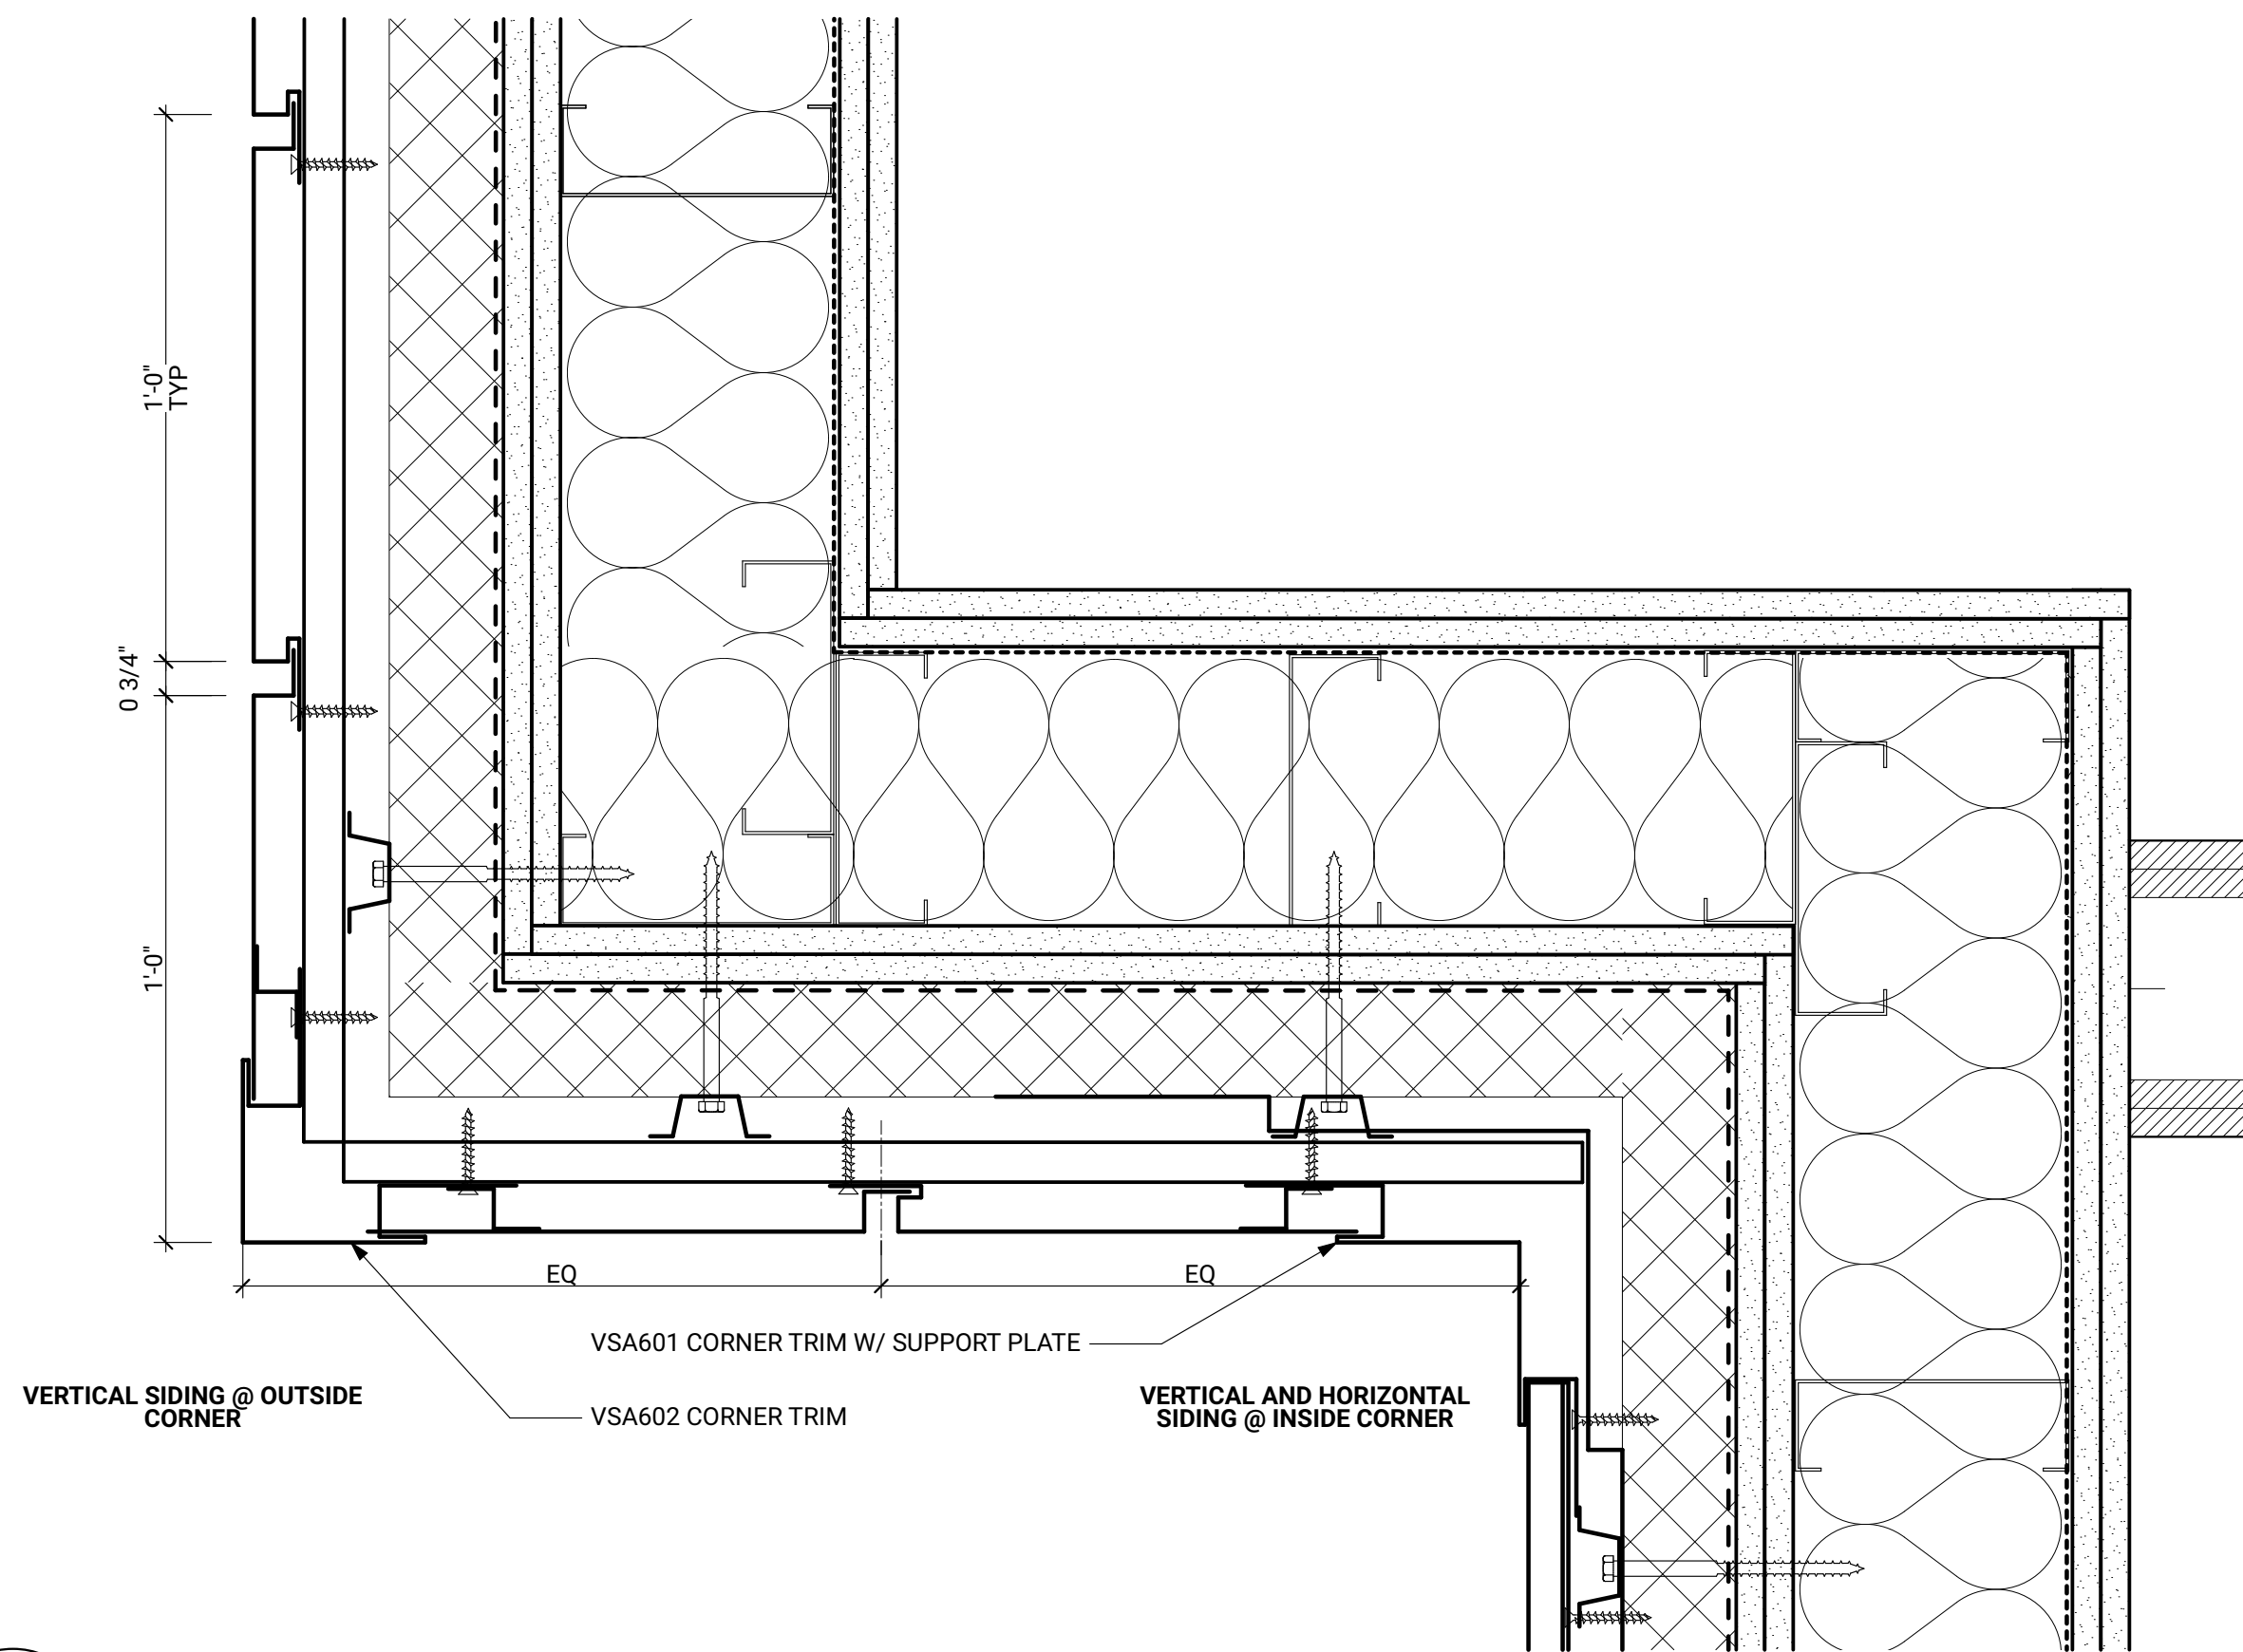 1'-0"
TYP
0 3/4"
1'-0"
EQ
EQ
VSA601 CORNER TRIM W/ SUPPORT PLATE
VERTICAL SIDING @ OUTSIDE
CORNER
VSA602 CORNER TRIM
VERTICAL AND HORIZONTAL
SIDING @ INSIDE CORNER